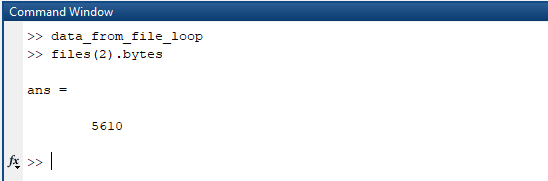 Command Window
>> data_from_file_loop
>> files(2).bytes
ans =
5610
fx >>